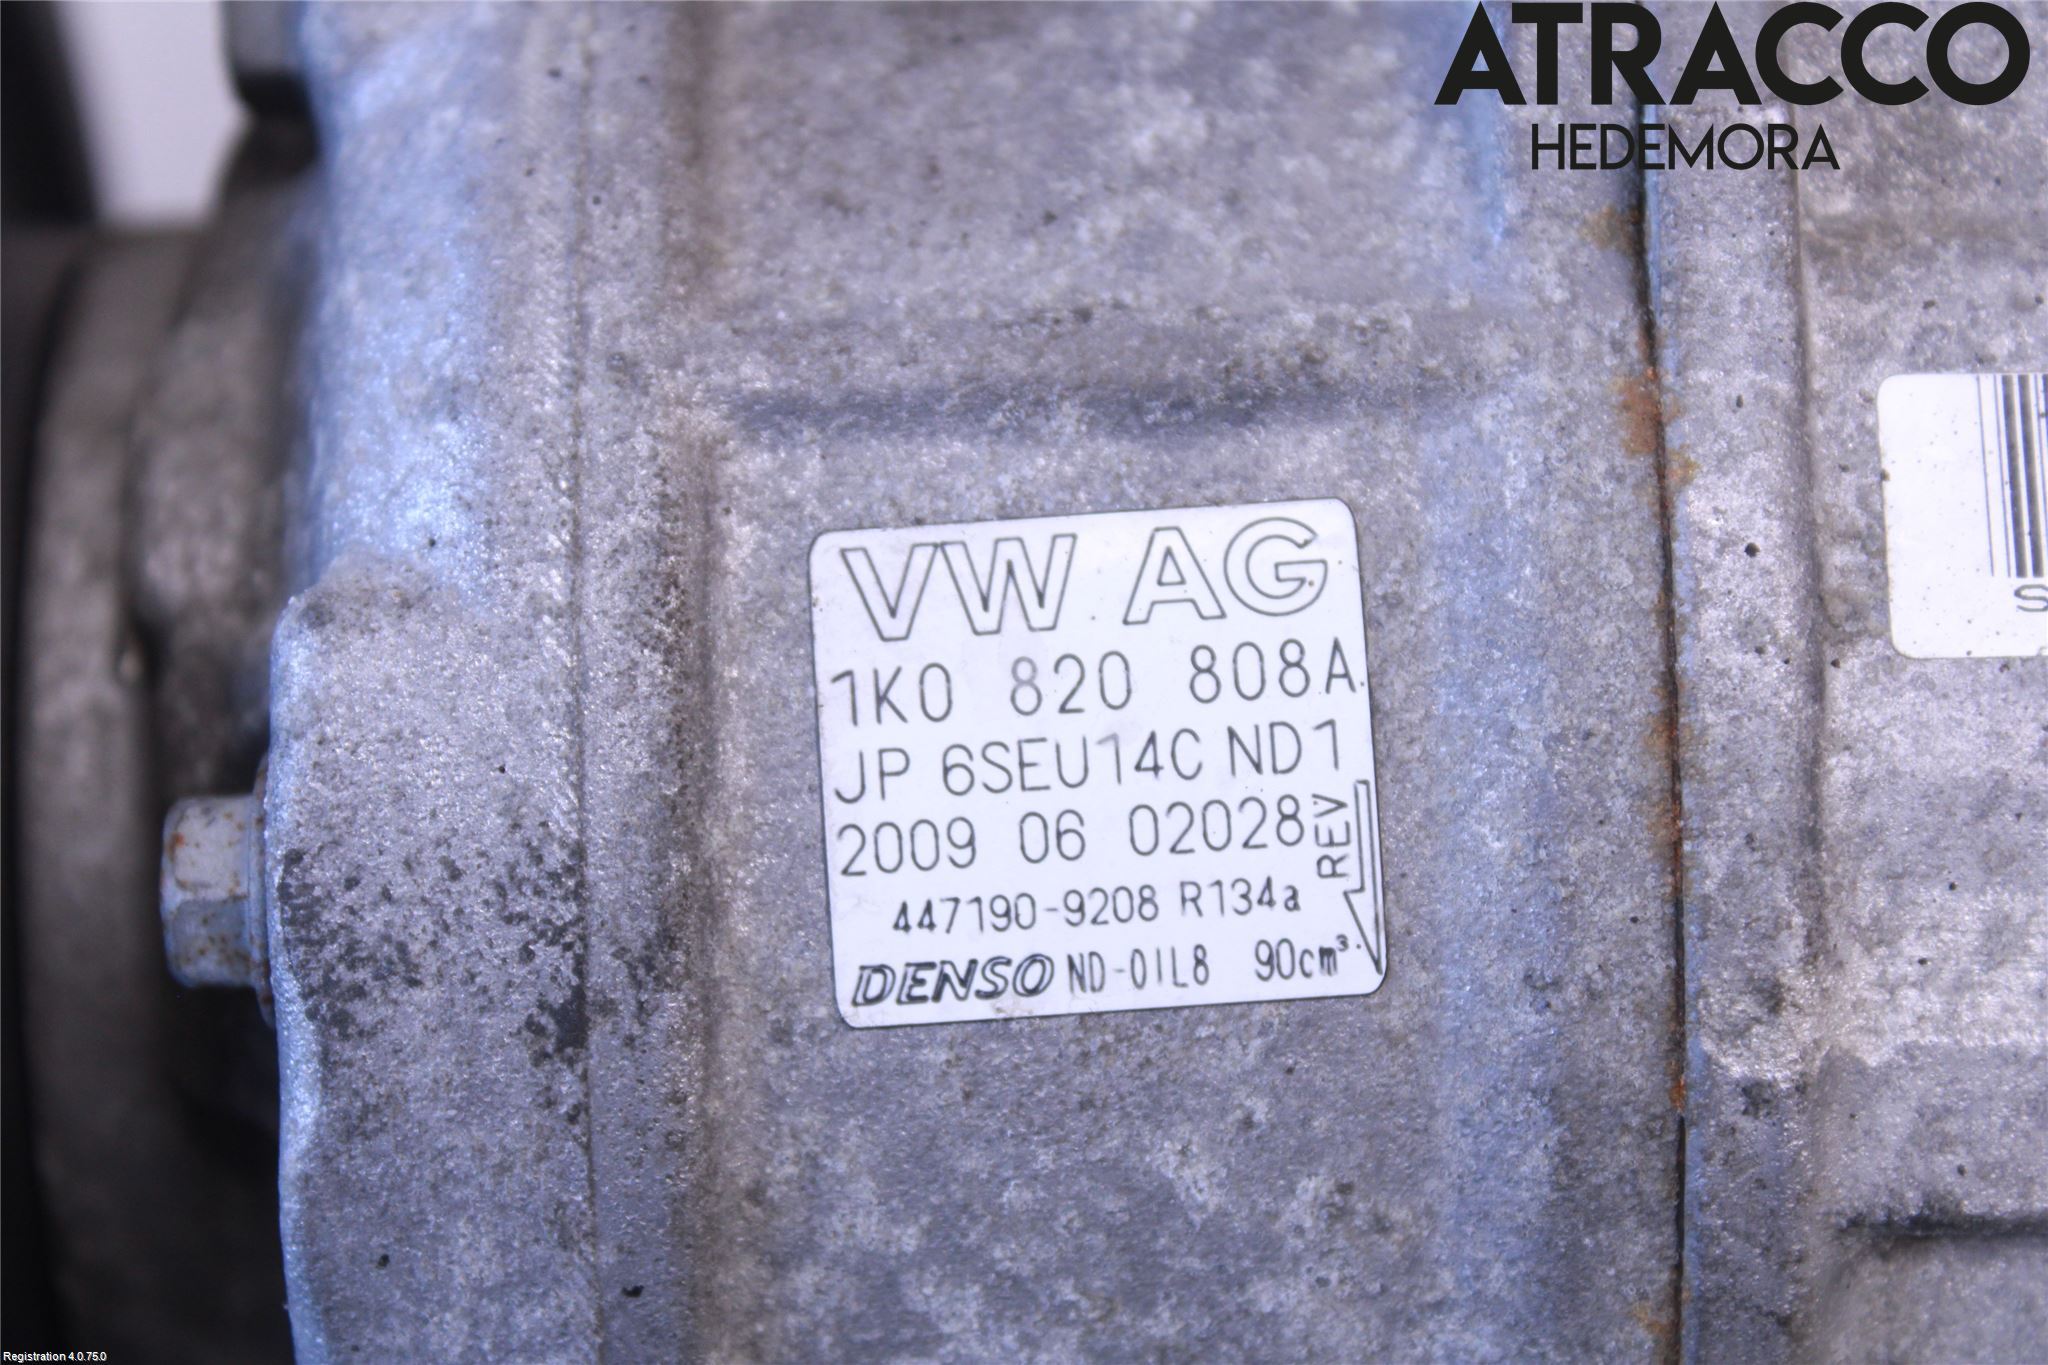 ATRACCO
HEDEMORA
VW AG
1K0 820 808A
JP 6SEU14C ND1
2009 06 02028
REV
447190-9208 R134a
DENSO ND-OIL8 90cm³
S
Registration 4.0.75.0